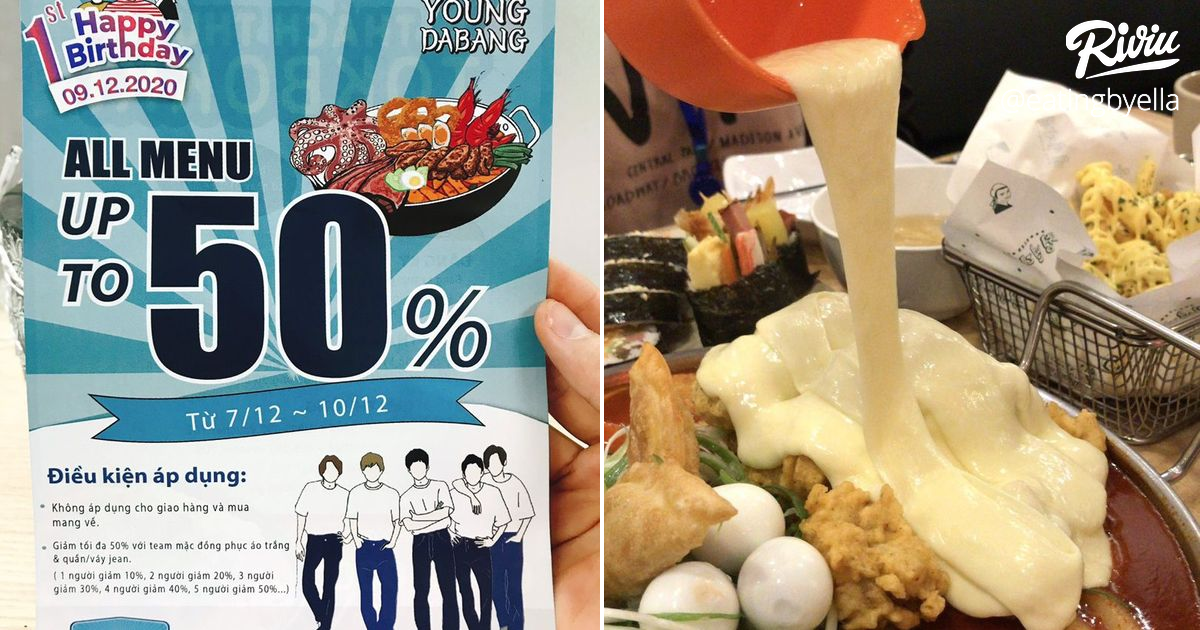 1st Happy
Birthday
09.12.2020
YOUNG
DABANG
ALL MENU
UP
TO
50%
Từ 7/12 ~ 10/12
Điều kiện áp dụng:
• Không áp dụng cho giao hàng và mua
mang về.
• Giảm tối đa 50% với team mặc đồng phục áo trắng
& quần/váy jean.
( 1 người giảm 10%, 2 người giảm 20%, 3 người
giảm 30%, 4 người giảm 40%, 5 người giảm 50%...)
Riviu
CENTRAL
MADISON AV